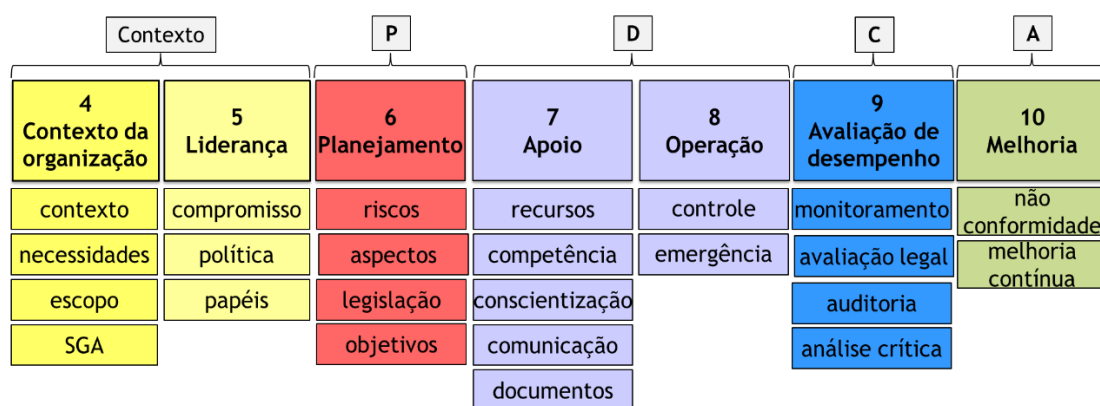 Contexto
P
D
C
A
4
Contexto da
organização
5
Liderança
6
Planejamento
7
Apoio
8
Operação
9
Avaliação de
desempenho
10
Melhoria
contexto
necessidades
escopo
SGA
compromisso
política
papéis
riscos
aspectos
legislação
objetivos
recursos
competência
conscientização
comunicação
documentos
controle
emergência
monitoramento
avaliação legal
auditoria
análise crítica
não
conformidade
melhoria
contínua